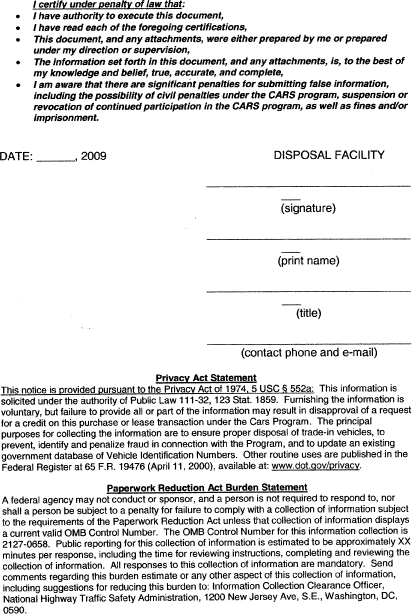 I certify under penalty of law that:
• I have authority to execute this document,
• I have read each of the foregoing certifications,
• This document, and any attachments, were either prepared by me or prepared
under my direction or supervision,
• The information set forth in this document, and any attachments, is, to the best of
my knowledge and belief, true, accurate, and complete,
• I am aware that there are significant penalties for submitting false information,
including the possibility of civil penalties under the CARS program, suspension or
revocation of continued participation in the CARS program, as well as fines and/or
imprisonment.
DATE: ______, 2009 DISPOSAL FACILITY
(signature)
(print name)
(title)
(contact phone and e-mail)
Privacy Act Statement
This notice is provided pursuant to the Privacy Act of 1974, 5 USC § 552a: This information is
solicited under the authority of Public Law 111-32, 123 Stat. 1859. Furnishing the information is
voluntary, but failure to provide all or part of the information may result in disapproval of a request
for a credit on this purchase or lease transaction under the Cars Program. The principal
purposes for collecting the information are to ensure proper disposal of trade-in vehicles, to
prevent, identify and penalize fraud in connection with the Program, and to update an existing
government database of Vehicle Identification Numbers. Other routine uses are published in the
Federal Register at 65 F.R. 19476 (April 11, 2000), available at: www.dot.gov/privacy.
Paperwork Reduction Act Burden Statement
A federal agency may not conduct or sponsor, and a person is not required to respond to, nor
shall a person be subject to a penalty for failure to comply with a collection of information subject
to the requirements of the Paperwork Reduction Act unless that collection of information displays
a current valid OMB Control Number. The OMB Control Number for this information collection is
2127-0658. Public reporting for this collection of information is estimated to be approximately XX
minutes per response, including the time for reviewing instructions, completing and reviewing the
collection of information. All responses to this collection of information are mandatory. Send
comments regarding this burden estimate or any other aspect of this collection of information,
including suggestions for reducing this burden to: Information Collection Clearance Officer,
National Highway Traffic Safety Administration, 1200 New Jersey Ave, S.E., Washington, DC,
0590.